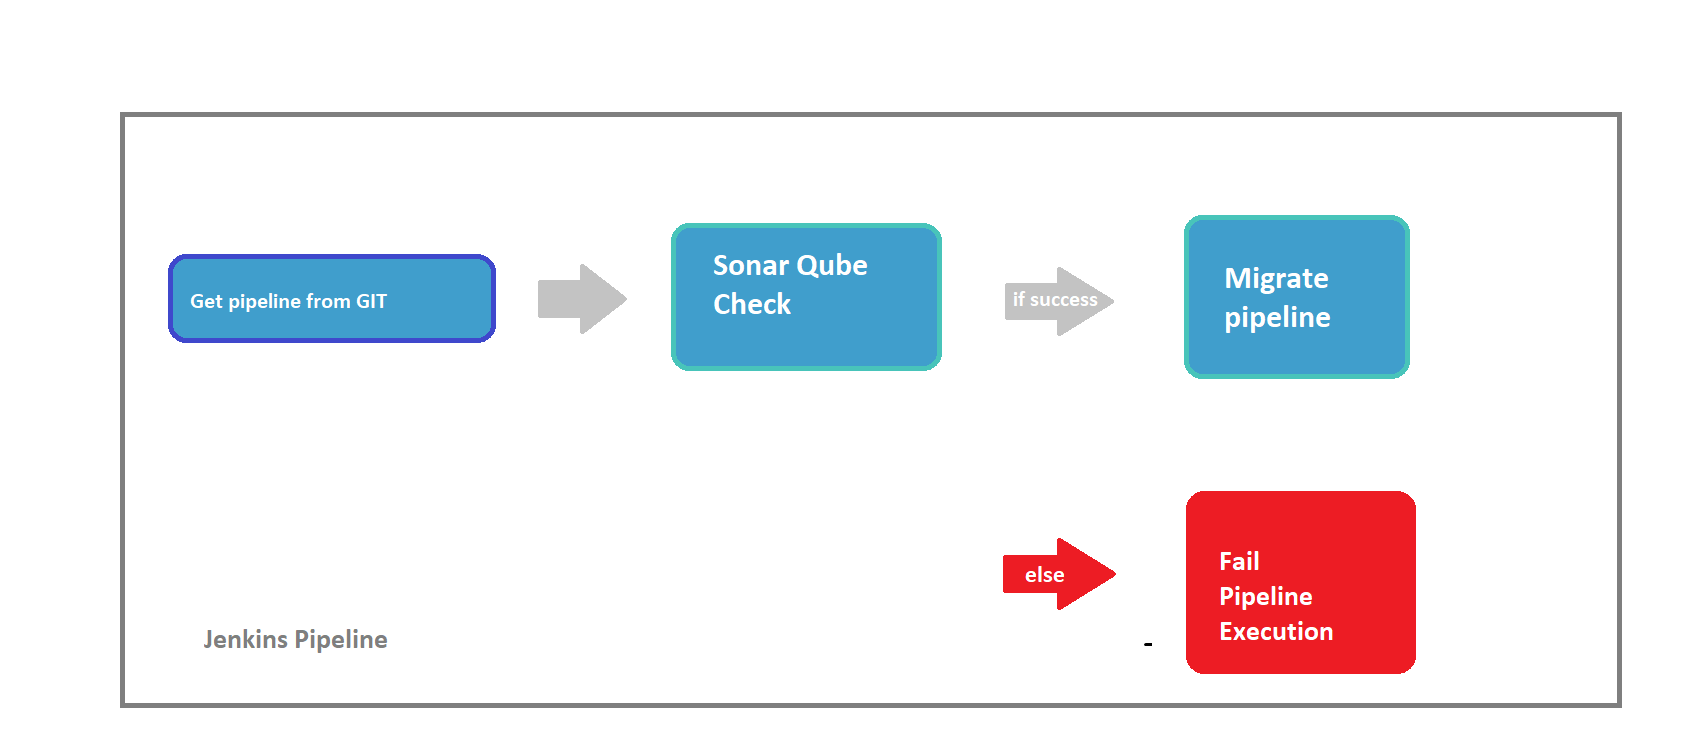 Get pipeline from GIT
Sonar Qube
Check
if success
Migrate
pipeline
else
Fail
Pipeline
Execution
-
Jenkins Pipeline